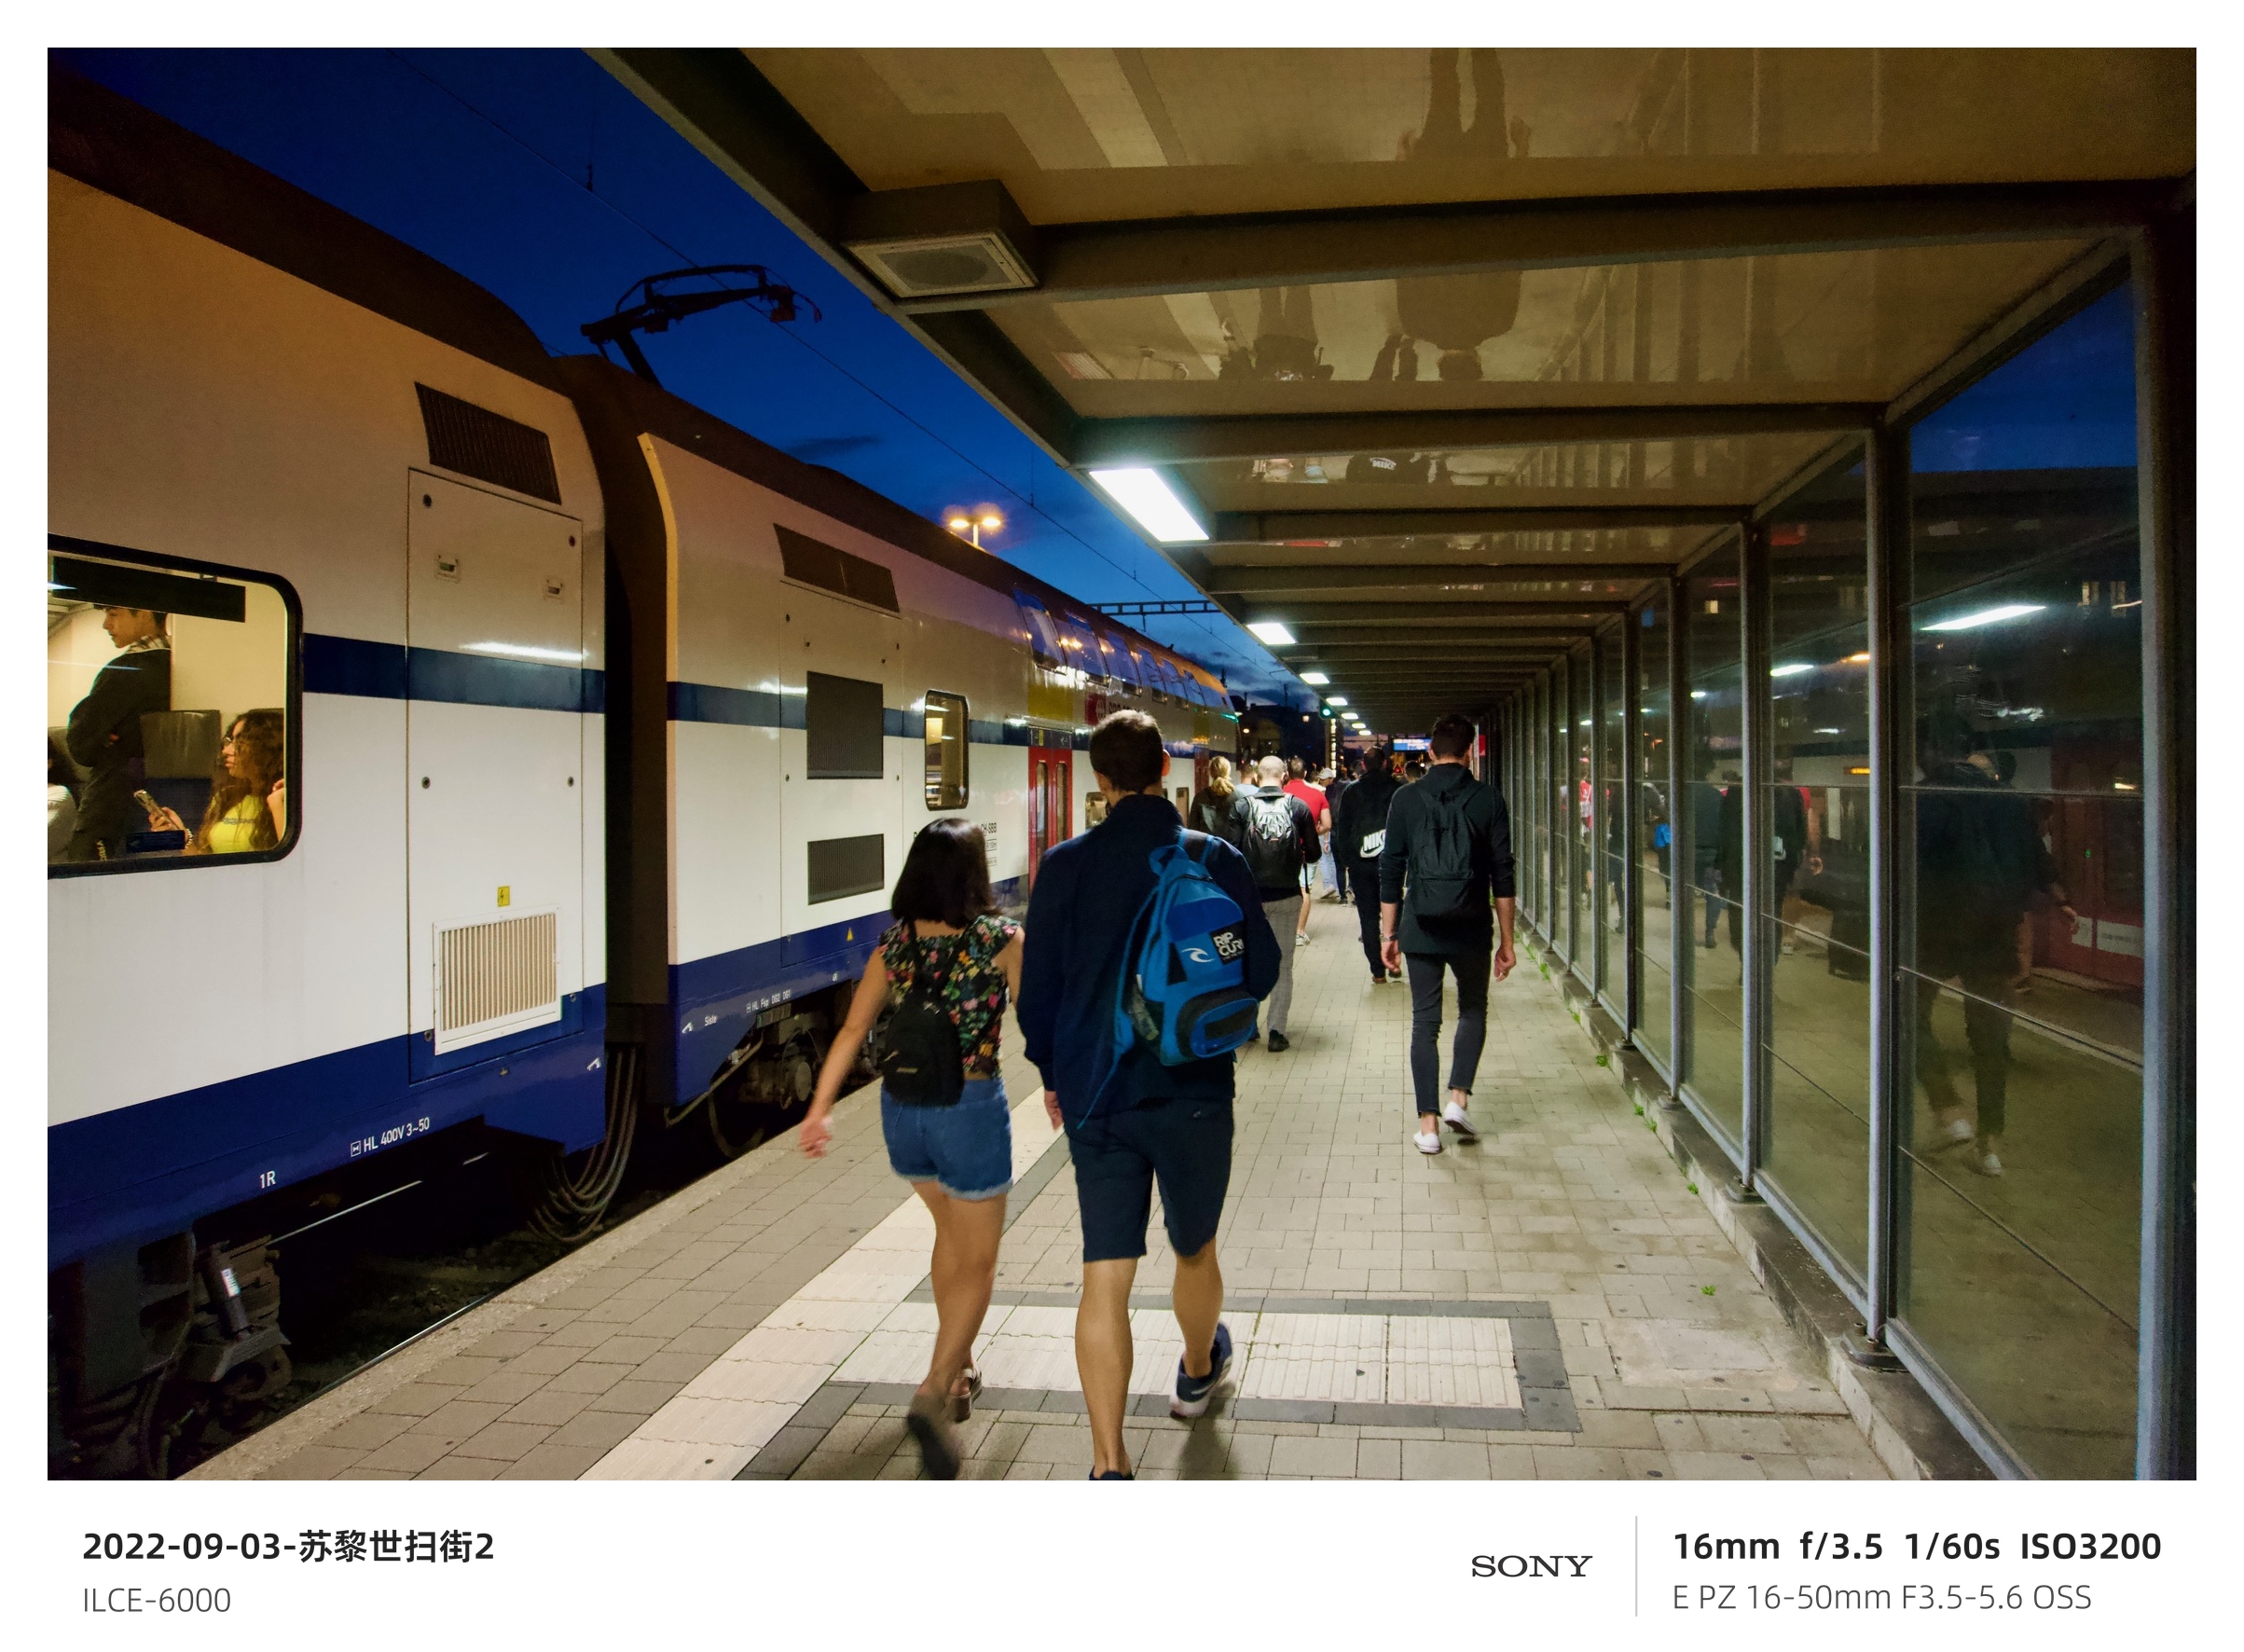 NIKE
RIP
CURL
HL 400V 3~50
1R
2022-09-03-苏黎世扫街2
ILCE-6000
SONY
16mm f/3.5 1/60s ISO3200
E PZ 16-50mm F3.5-5.6 OSS